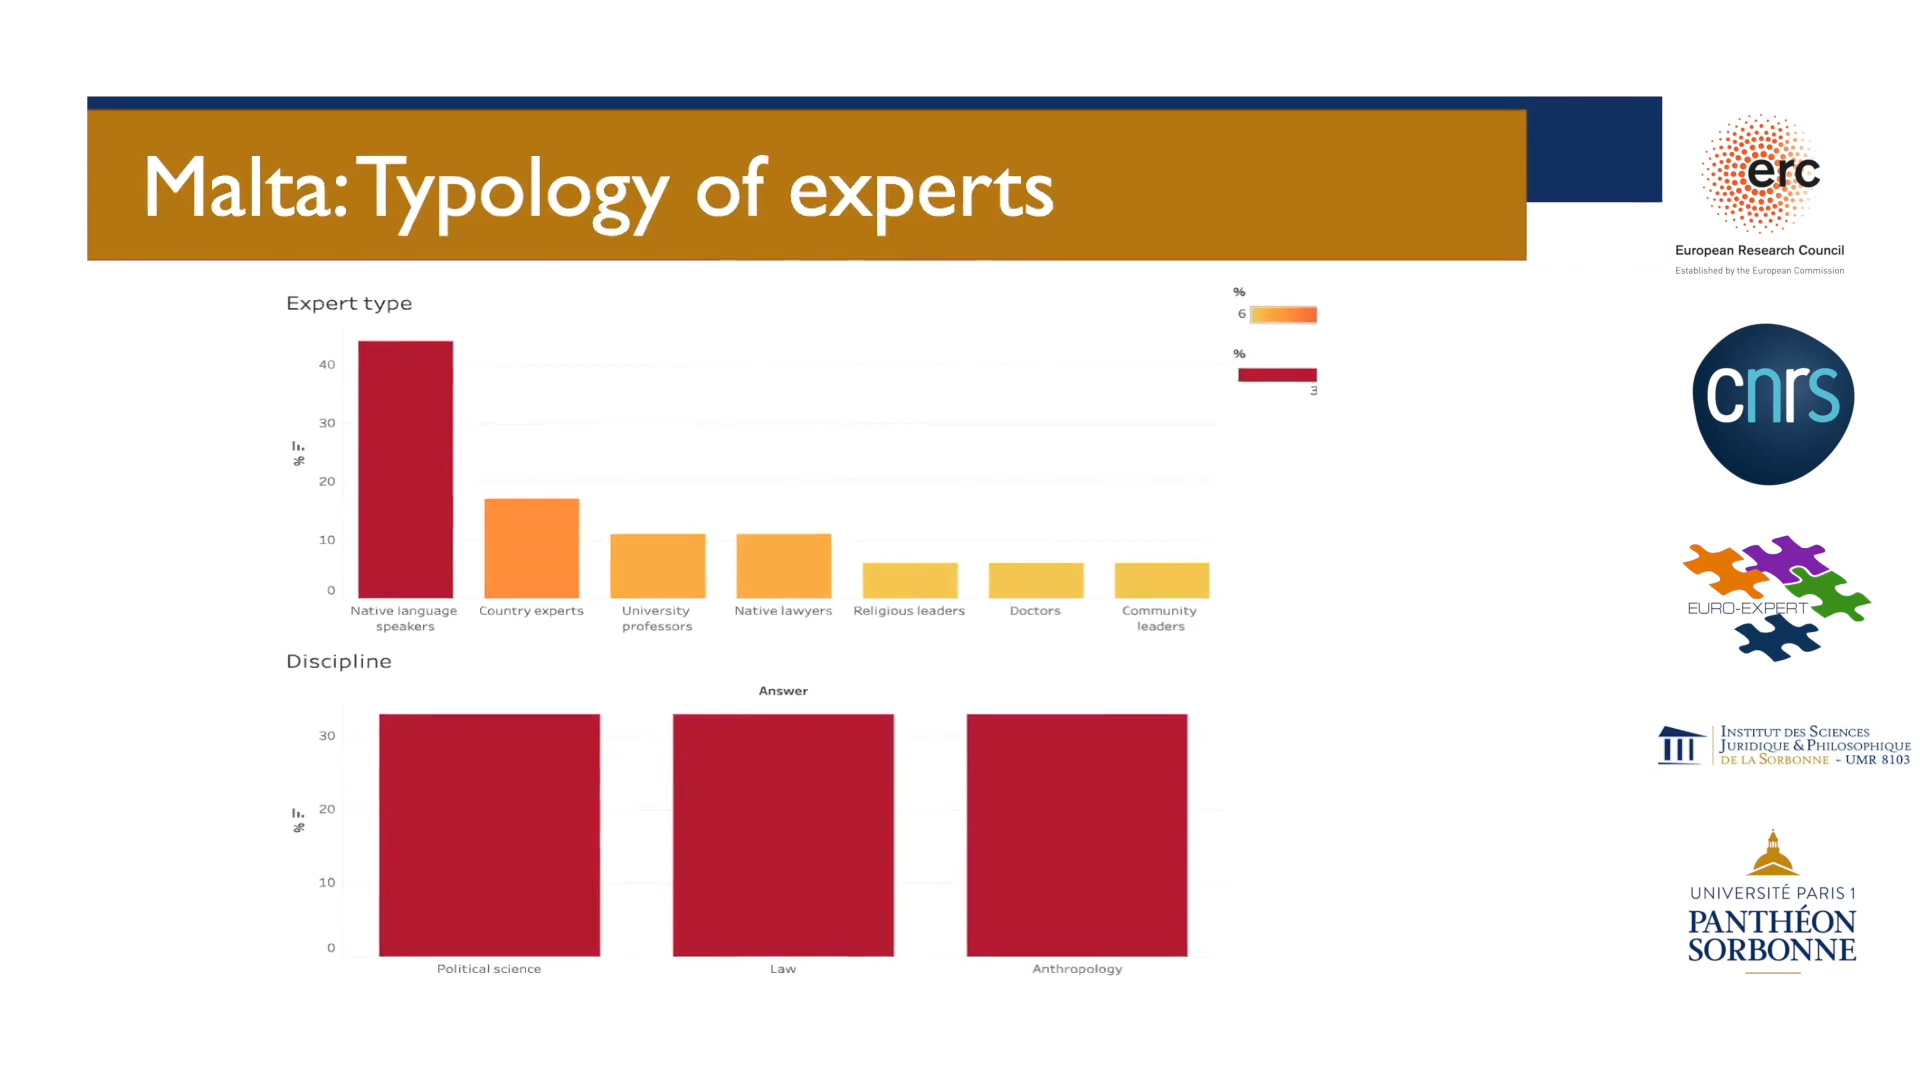 Malta: Typology of experts
erc
European Research Council
Established by the European Commission
Expert type
%
6
%
3
40
30
20
10
0
%
Native language speakers
Country experts
University professors
Native lawyers
Religious leaders
Doctors
Community leaders
cnrs
EURO-EXPERT
Discipline
Answer
30
20
10
0
%
Political science
Law
Anthropology
INSTITUT DES SCIENCES
JURIDIQUE & PHILOSOPHIQUE
DE LA SORBONNE - UMR 8103
UNIVERSITÉ PARIS 1
PANTHÉON
SORBONNE